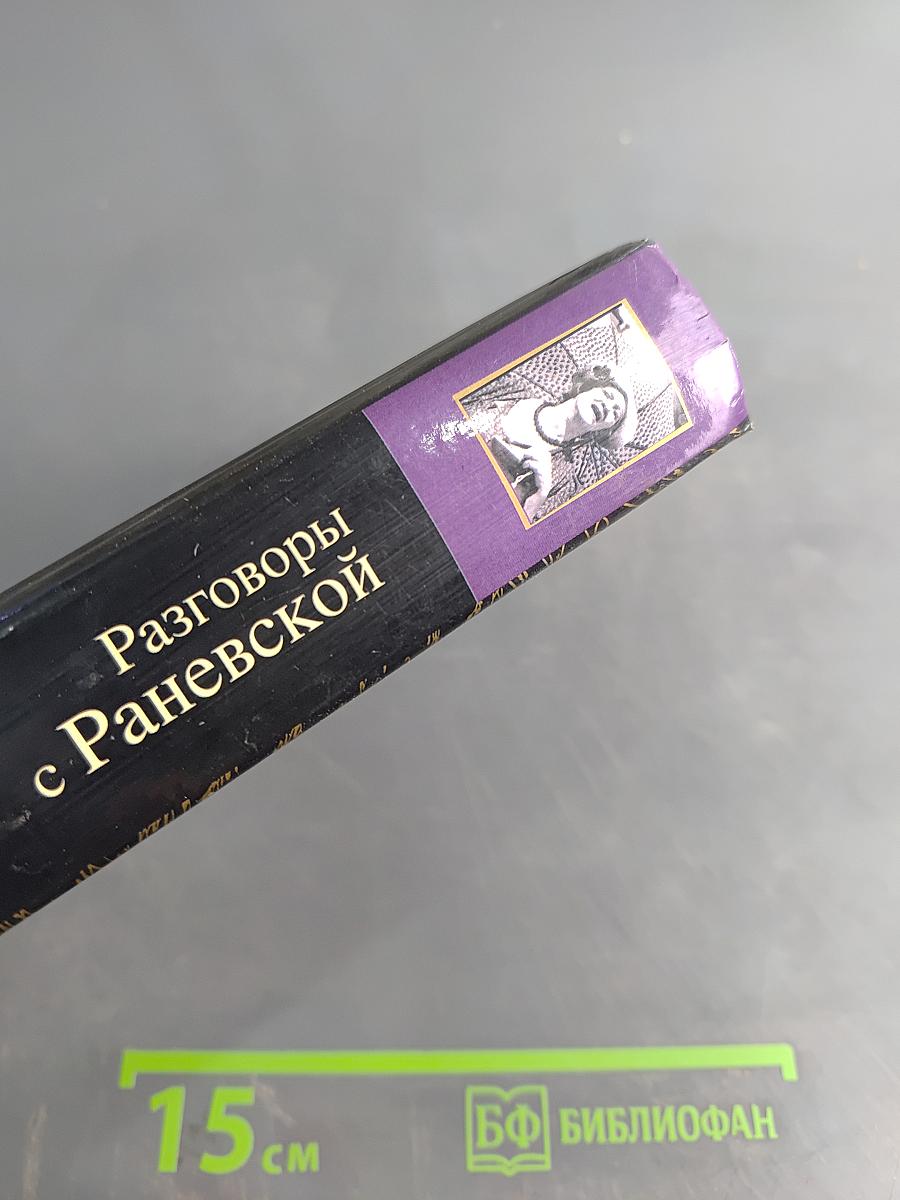 Разговоры
с Раневской
15 см
БФ БИБЛИОФАН